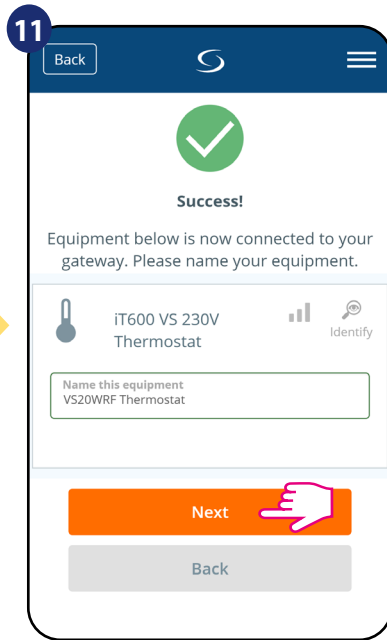 11
Back
Success!
Equipment below is now connected to your
gateway. Please name your equipment.
iT600 VS 230V
Thermostat
Identify
Name this equipment
VS20WRF Thermostat
Next
Back